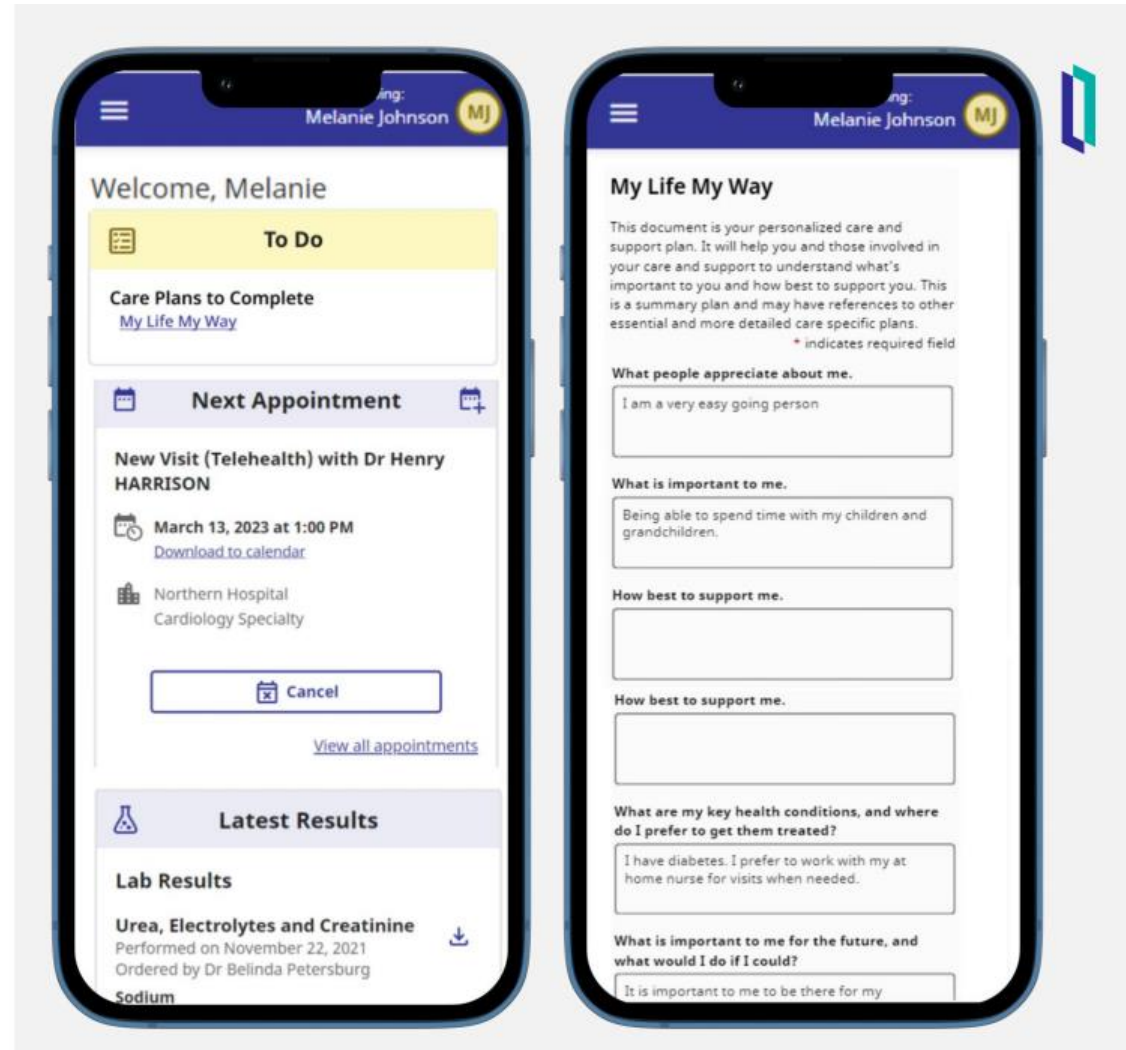 ing:
Melanie Johnson
MJ
Welcome, Melanie
To Do
Care Plans to Complete
My Life My Way
Next Appointment
New Visit (Telehealth) with Dr Henry
HARRISON
March 13, 2023 at 1:00 PM
Download to calendar
Northern Hospital
Cardiology Specialty
Cancel
View all appointments
Latest Results
Lab Results
Urea, Electrolytes and Creatinine
Performed on November 22, 2021
Ordered by Dr Belinda Petersburg
Sodium
ng:
Melanie Johnson
MJ
My Life My Way
This document is your personalized care and
support plan. It will help you and those involved in
your care and support to understand what's
important to you and how best to support you. This
is a summary plan and may have references to other
essential and more detailed care specific plans.
* indicates required field
What people appreciate about me.
I am a very easy going person
What is important to me.
Being able to spend time with my children and
grandchildren.
How best to support me.
How best to support me.
What are my key health conditions, and where
do I prefer to get them treated?
I have diabetes. I prefer to work with my at
home nurse for visits when needed.
What is important to me for the future, and
what would I do if I could?
It is important to me to be there for my